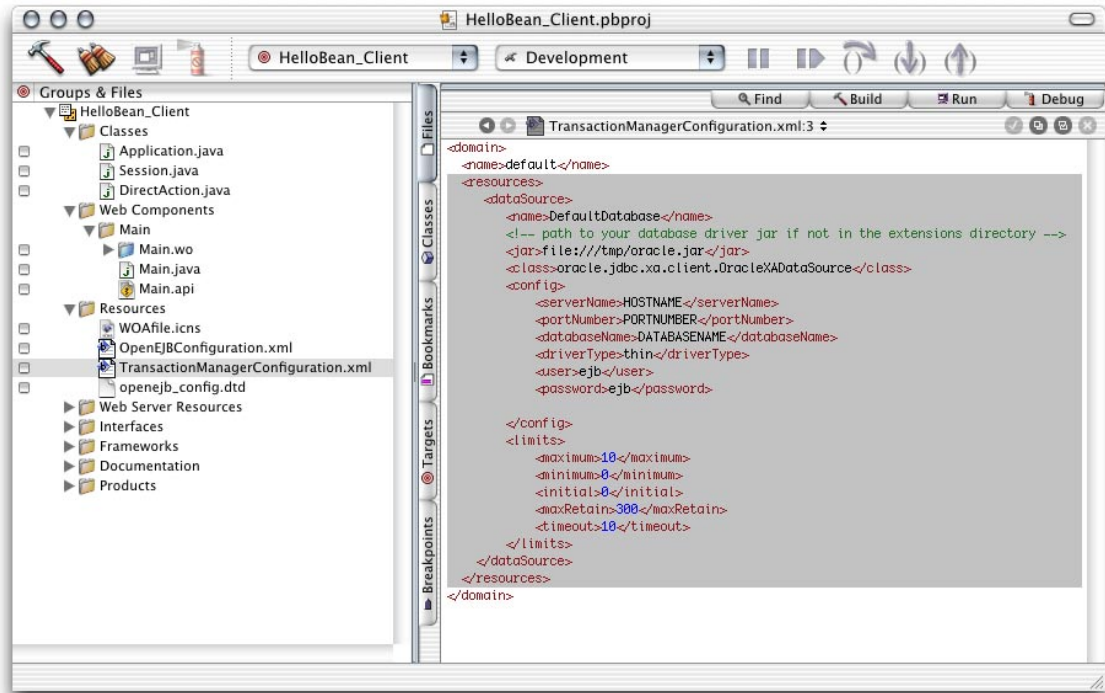 HelloBean_Client.pbproj
HelloBean_Client
Development
Groups & Files
HelloBean_Client
Classes
Application.java
Session.java
DirectAction.java
Web Components
Main
Main.wo
Main.java
Main.api
Resources
WOAfile.icns
OpenEJBConfiguration.xml
TransactionManagerConfiguration.xml
openejb_config.dtd
Web Server Resources
Interfaces
Frameworks
Documentation
Products
Files
Classes
Bookmarks
Targets
Breakpoints
Find
Build
Run
Debug
TransactionManagerConfiguration.xml:3
<domain>
<name>default</name>
<resources>
<dataSource>
<name>DefaultDatabase</name>
<!-- path to your database driver jar if not in the extensions directory -->
<jar>file:///tmp/oracle.jar</jar>
<class>oracle.jdbc.xa.client.OracleXADataSource</class>
<config>
<serverName>HOSTNAME</serverName>
<portNumber>PORTNUMBER</portNumber>
<databaseName>DATABASENAME</databaseName>
<driverType>thin</driverType>
<user>ejb</user>
<password>ejb</password>
</config>
<limits>
<maximum>10</maximum>
<minimum>0</minimum>
<initial>0</initial>
<maxRetain>300</maxRetain>
<timeout>10</timeout>
</limits>
</dataSource>
</resources>
</domain>